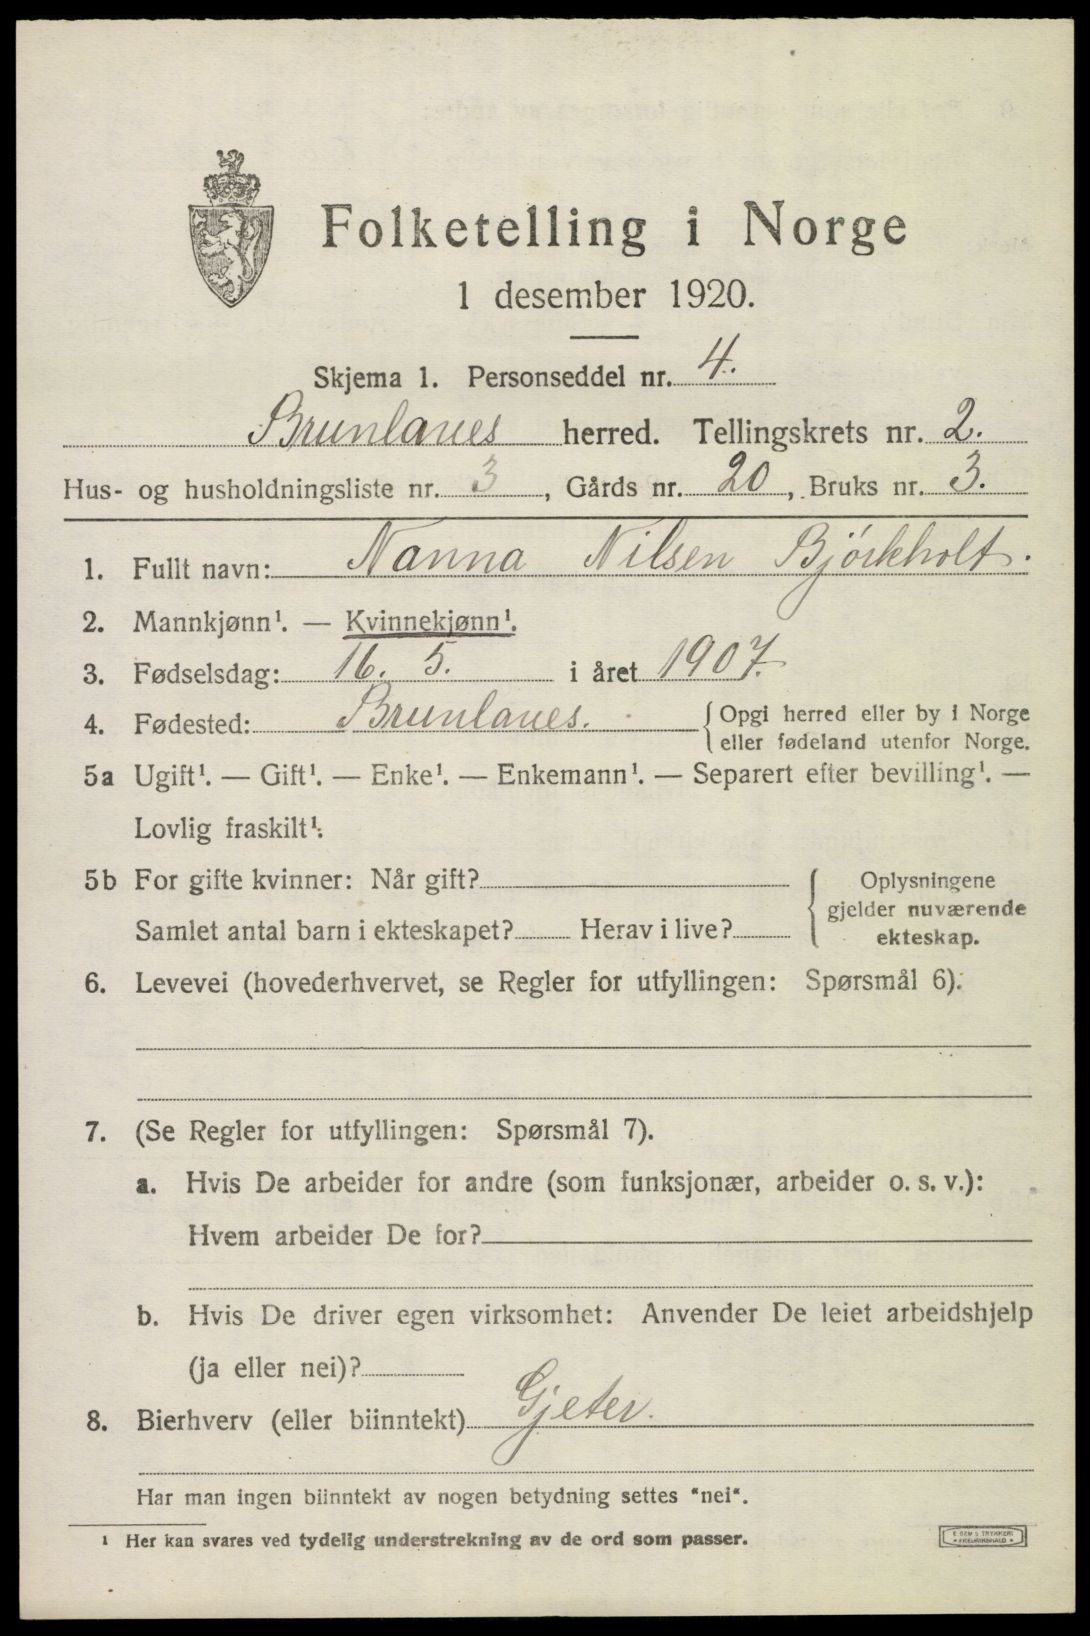 Folketelling i Norge
1 desember 1920.
Skjema 1. Personseddel nr. 4.
Brunlanes herred. Tellingskrets nr. 2.
Hus- og husholdningsliste nr. 3, Gårds nr. 20, Bruks nr. 3.
1. Fullt navn: Nanna Nilsen Bjørkholt.
2. Mannkjønn¹. — Kvinnekjønn¹.
3. Fødselsdag: 16. 5. i året 1907.
4. Fødested: Brunlanes. { Opgi herred eller by i Norge
eller fødeland utenfor Norge.
5a Ugift¹. — Gift¹. — Enke¹. — Enkemann¹. — Separert efter bevilling¹. —
Lovlig fraskilt¹.
5b For gifte kvinner: Når gift? { Oplysningene
gjelder nuværende
Samlet antal barn i ekteskapet? Herav i live? ekteskap.
6. Levevei (hovederhvervet, se Regler for utfyllingen: Spørsmål 6):
7. (Se Regler for utfyllingen: Spørsmål 7).
a. Hvis De arbeider for andre (som funksjonær, arbeider o. s. v.):
Hvem arbeider De for?
b. Hvis De driver egen virksomhet: Anvender De leiet arbeidshjelp
(ja eller nei)?
8. Bierhverv (eller biinntekt) Gjeter.
Har man ingen biinntekt av nogen betydning settes "nei".
¹ Her kan svares ved tydelig understrekning av de ord som passer.